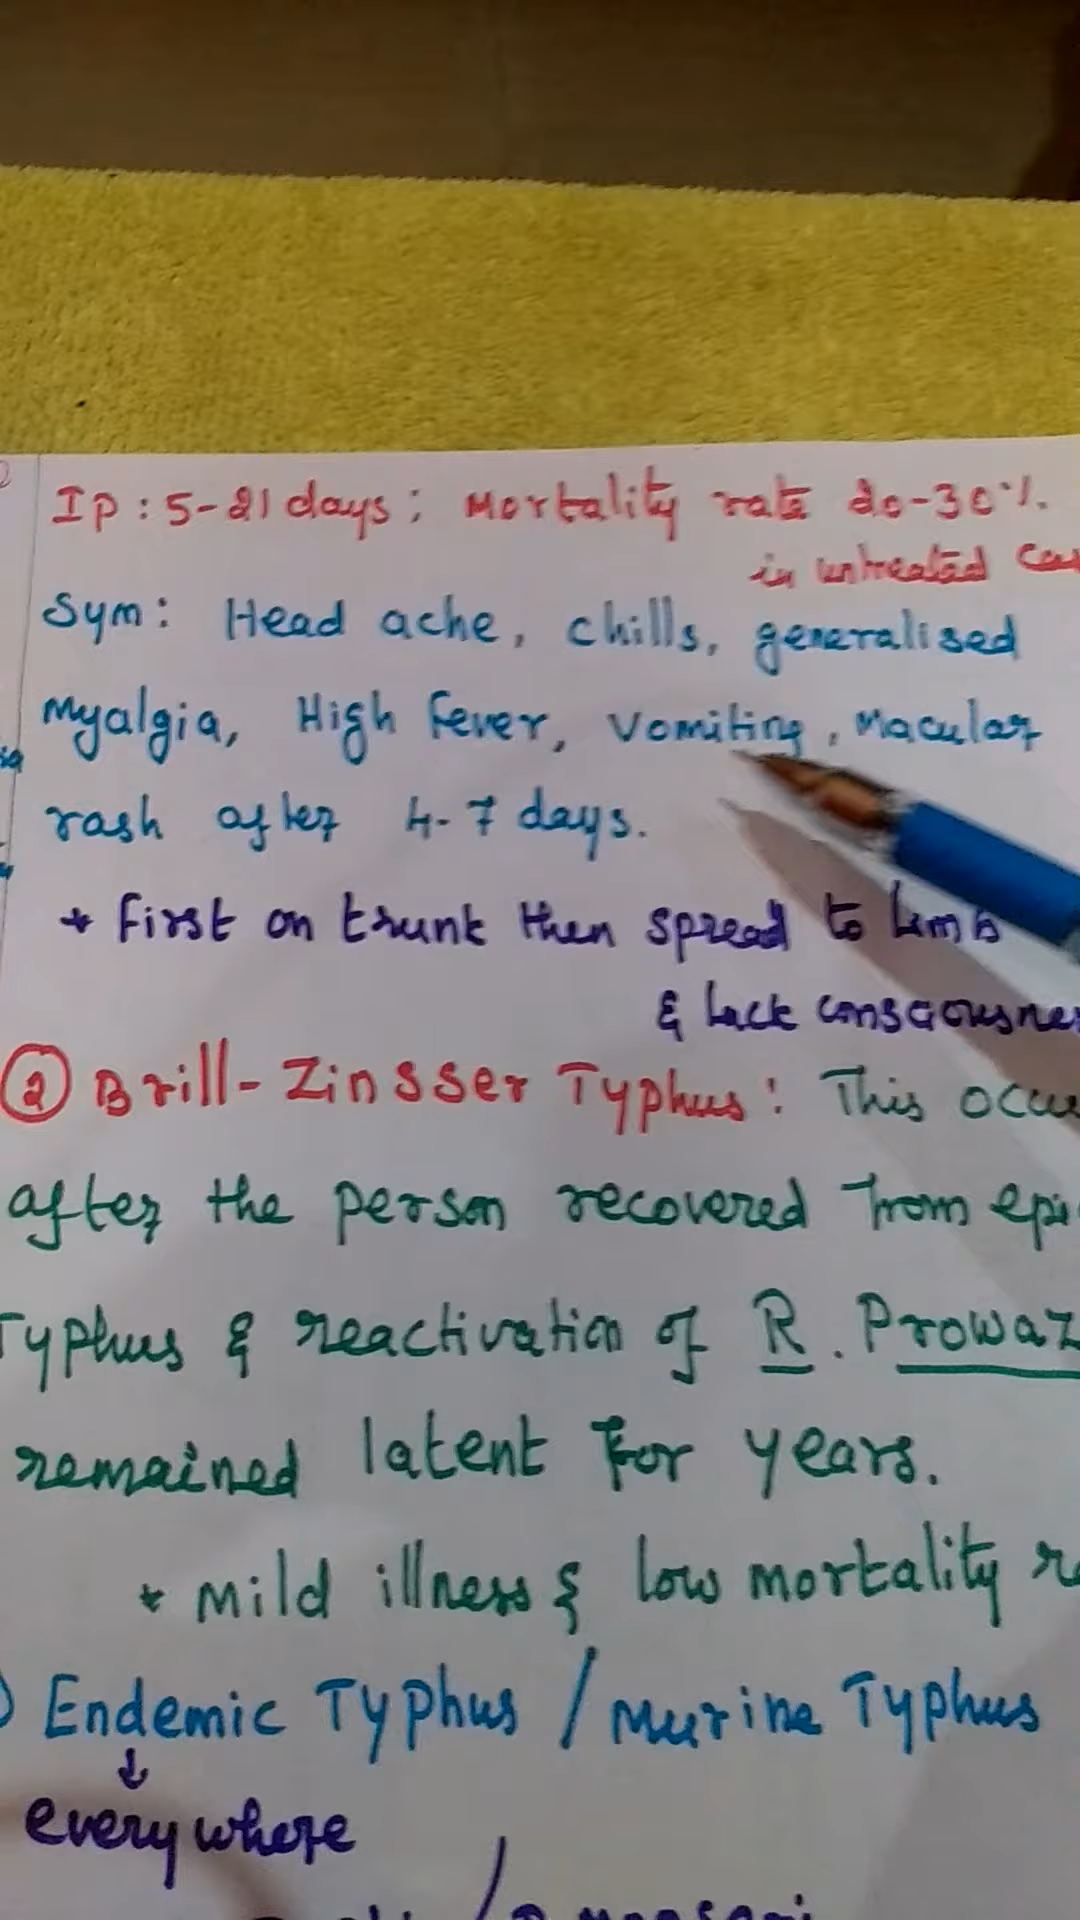 Ip : 5-21 days ; Mortality rate 20-30%.
in untreated
Sym: Head ache, chills, generalised
Myalgia, High Fever, Vomiting, Macular
rash after 4-7 days.
* First on trunk then spread to limbs
& lack consciousnes
② Brill-Zinsser Typhus: This occu
after the person recovered from epi
Typhus & reactivation of R. Prowaz
remained latent for years.
* Mild illness & low mortality
Endemic Typhus / Murine Typhus
↓
everywhere